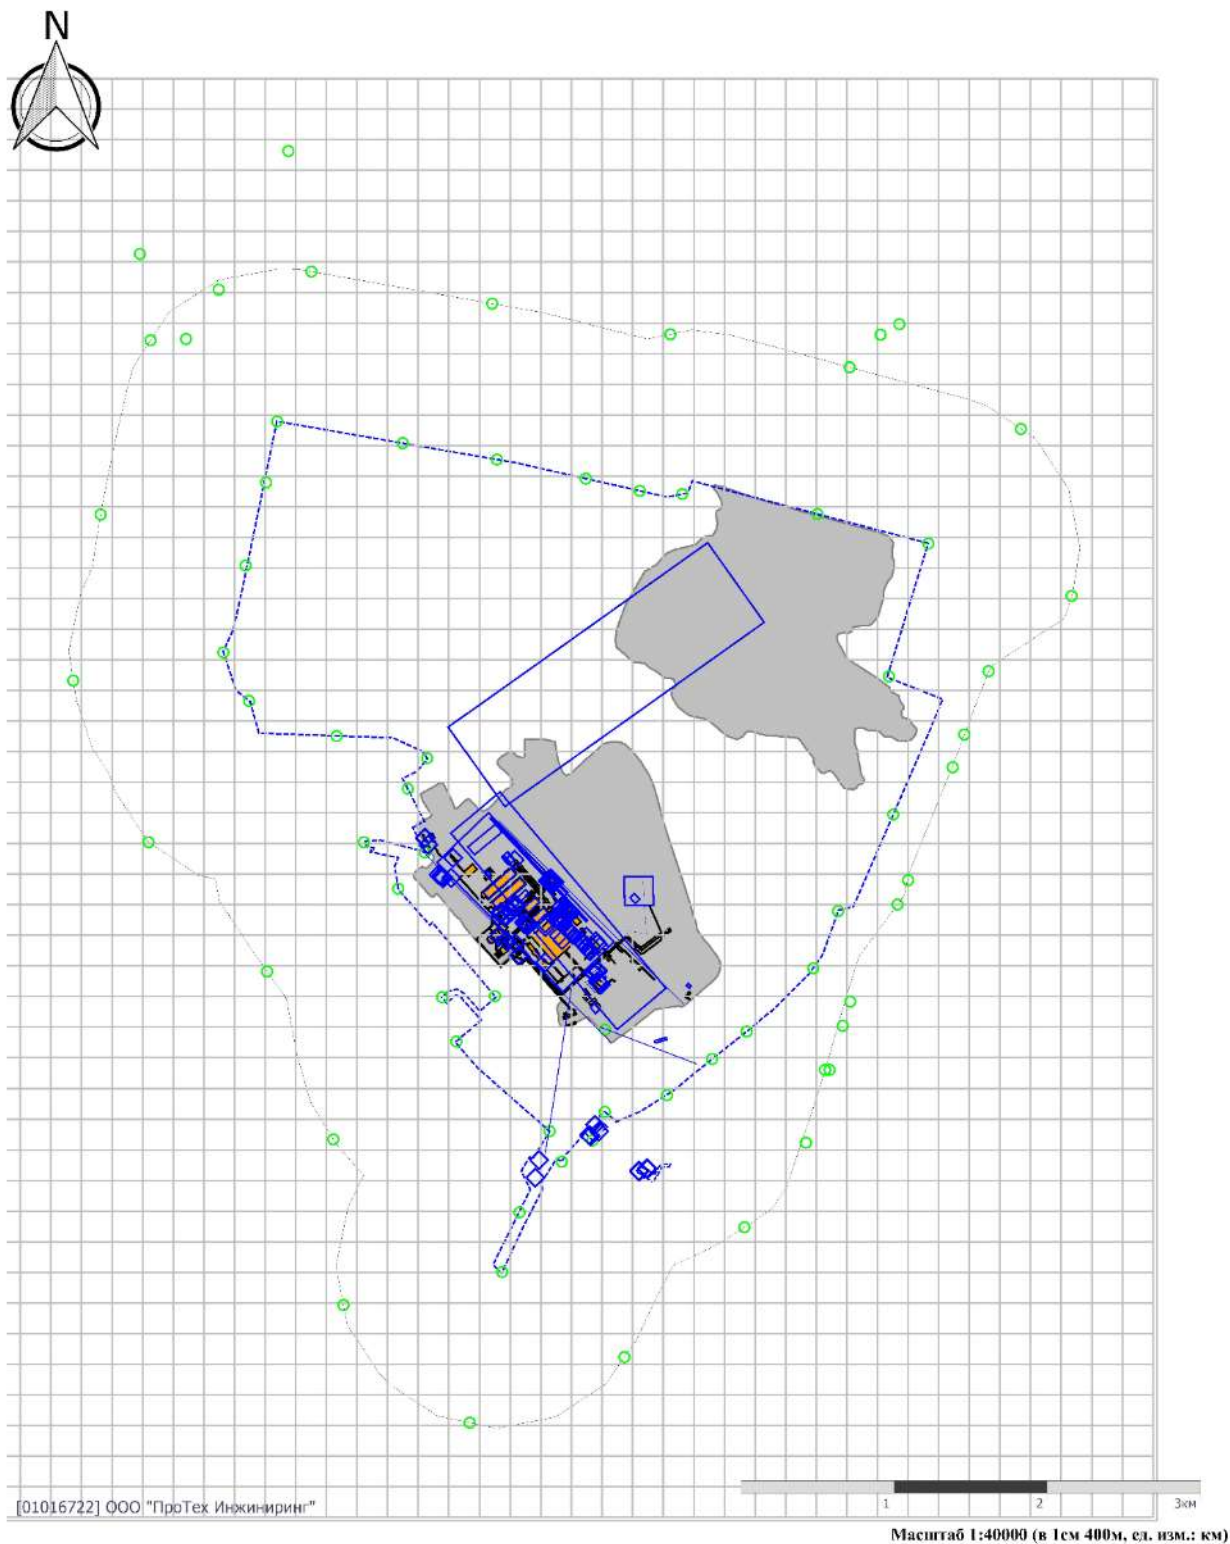 N
[01016722] ООО "ПроТех Инжиниринг"
1 2 3км
Масштаб 1:40000 (в 1см 400м, ед. изм.: км)